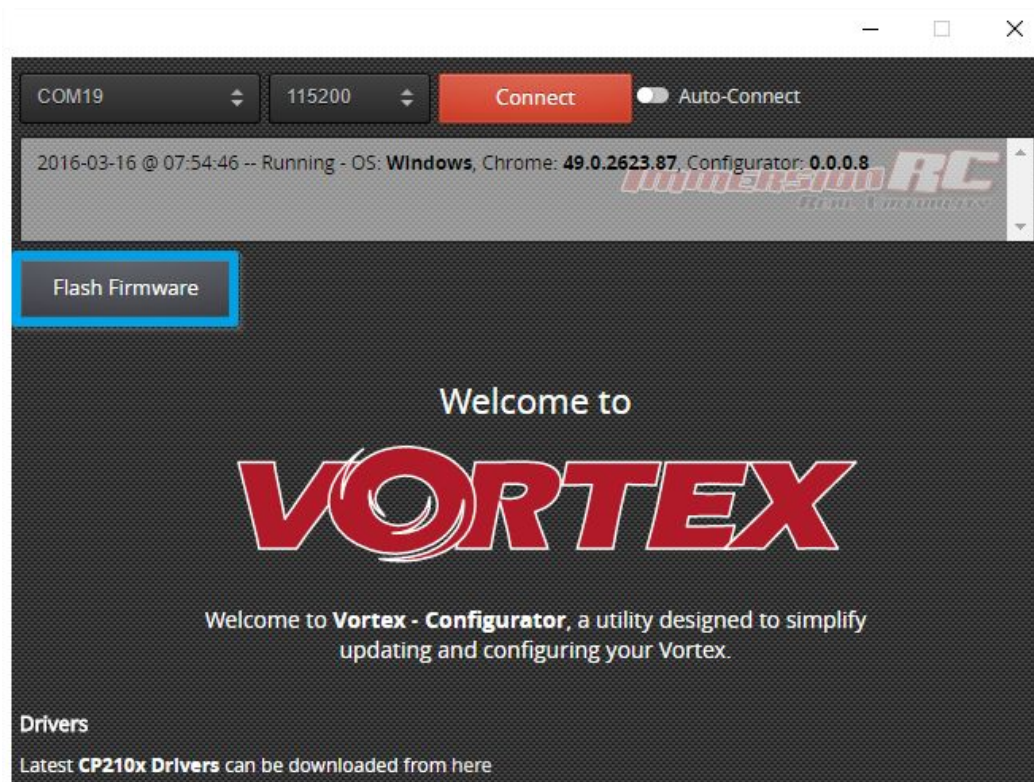 COM19 115200 Connect Auto-Connect
2016-03-16 @ 07:54:46 -- Running - OS: Windows, Chrome: 49.0.2623.87, Configurator: 0.0.0.8
ImmersionRC
Real Virtuality
Flash Firmware
Welcome to
VORTEX
Welcome to Vortex - Configurator, a utility designed to simplify
updating and configuring your Vortex.
Drivers
Latest CP210x Drivers can be downloaded from here